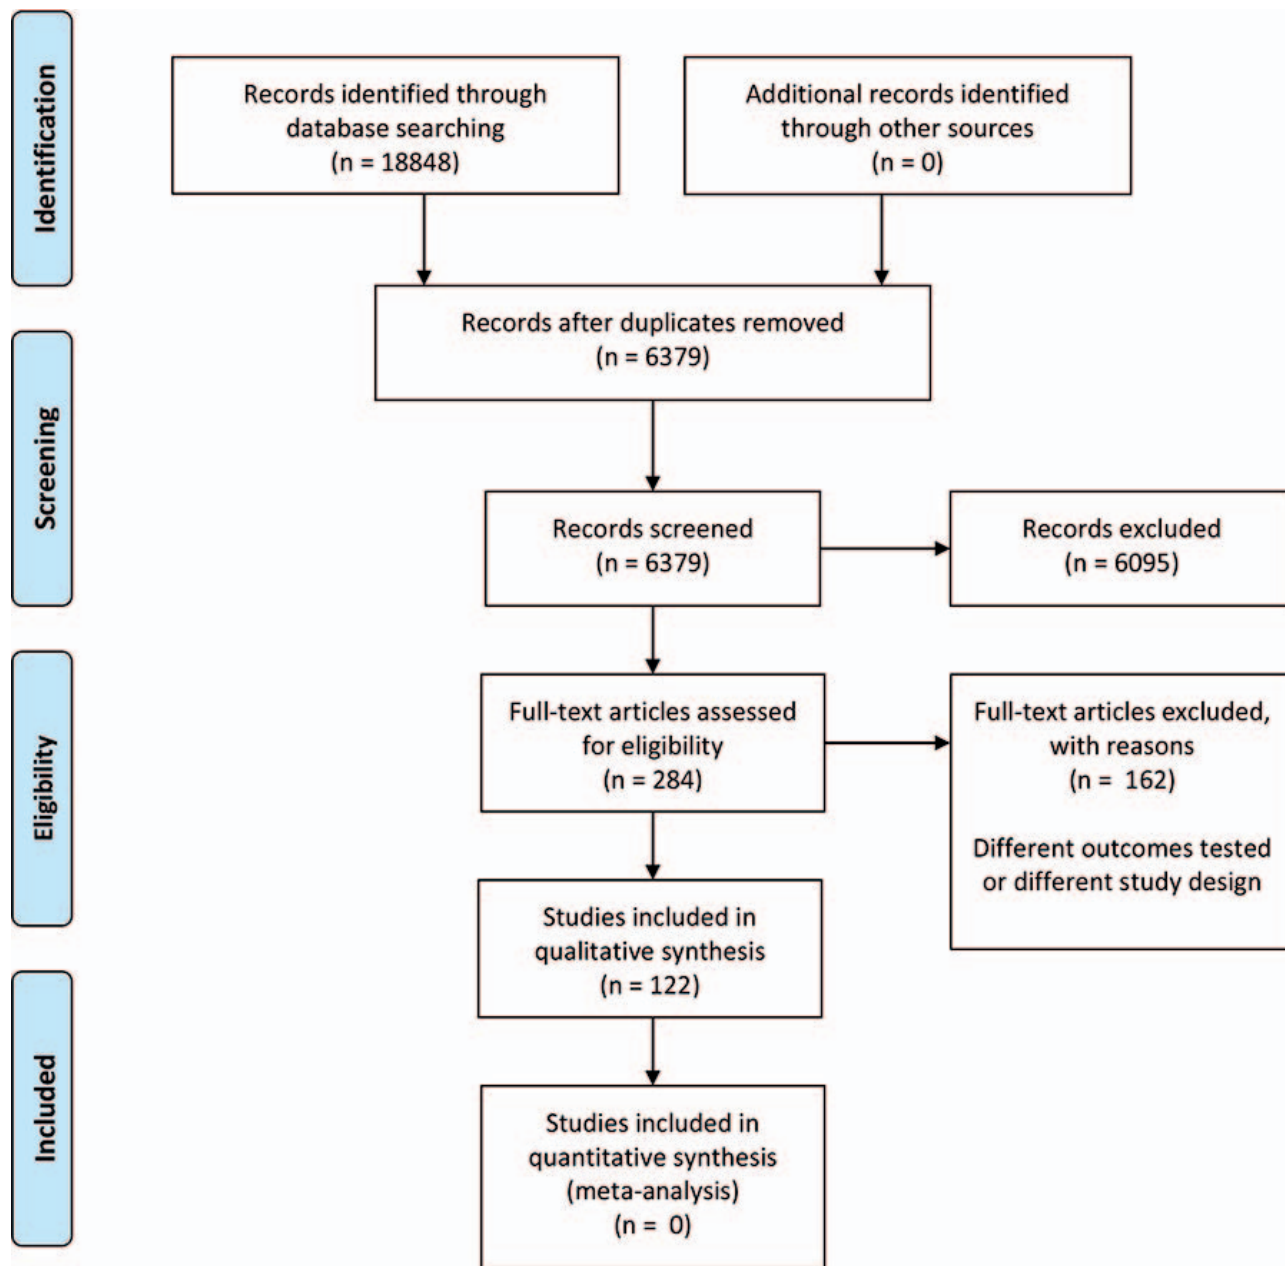 Identification
Records identified through
database searching
(n = 18848)
Additional records identified
through other sources
(n = 0)
Records after duplicates removed
(n = 6379)
Screening
Records screened
(n = 6379)
Records excluded
(n = 6095)
Eligibility
Full-text articles assessed
for eligibility
(n = 284)
Full-text articles excluded,
with reasons
(n = 162)
Different outcomes tested
or different study design
Studies included in
qualitative synthesis
(n = 122)
Included
Studies included in
quantitative synthesis
(meta-analysis)
(n = 0)